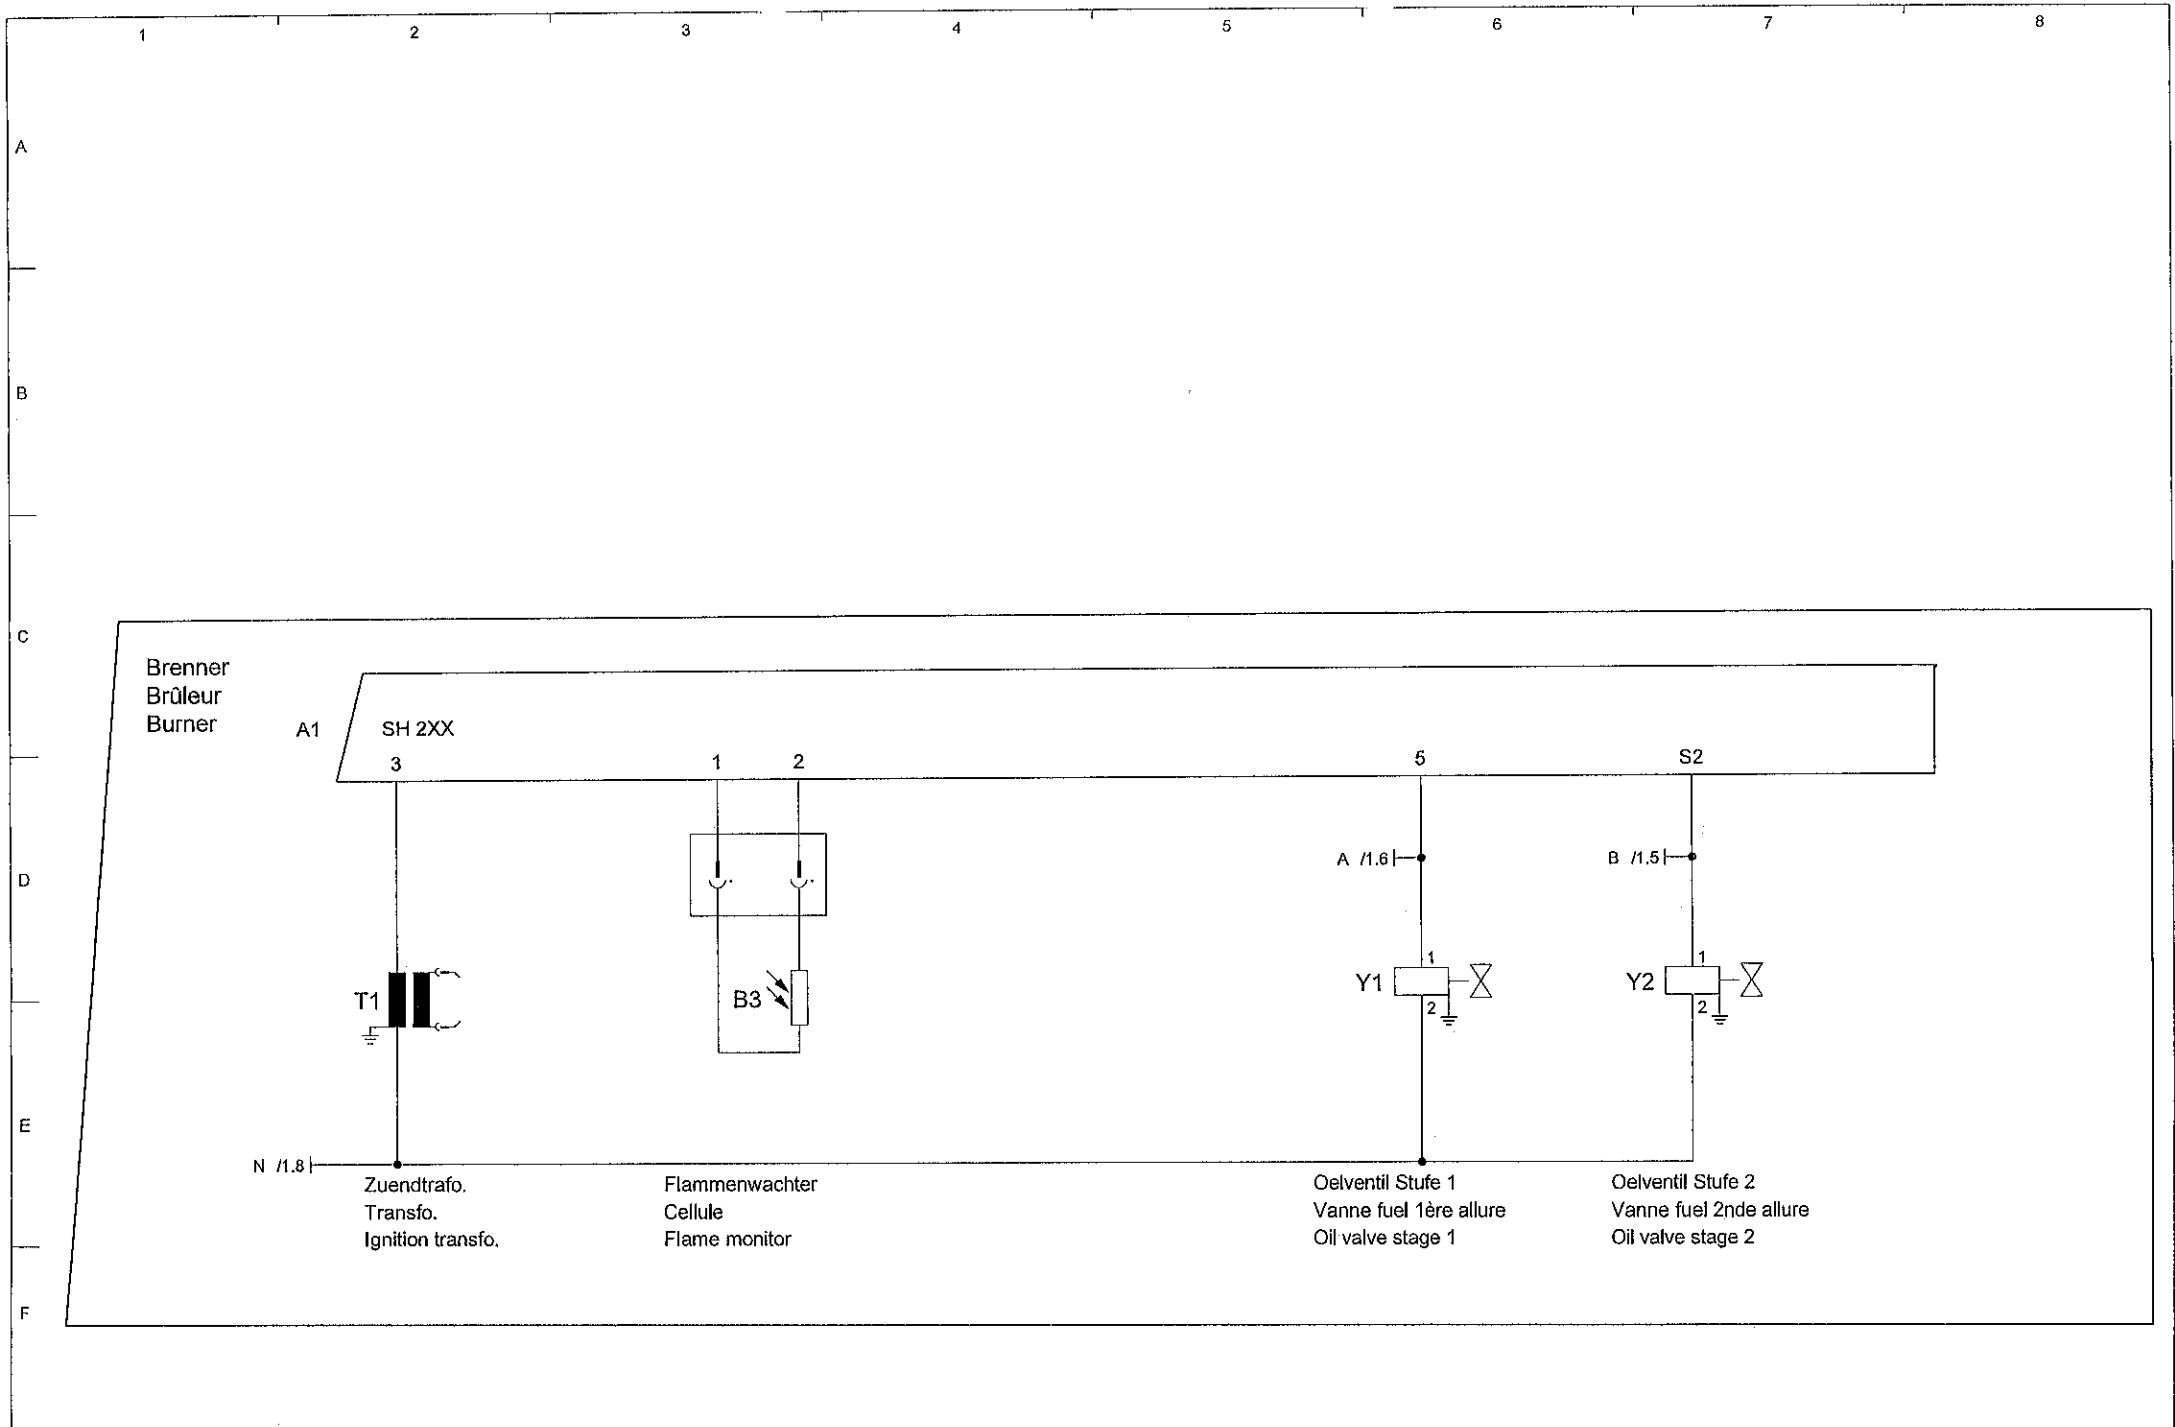 1 2 3 4 5 6 7 8
A
B
C
Brenner
Brûleur
Burner
A1 SH 2XX
3 1 2 5 S2
D
A /1.6
B /1.5
T1
B3
Y1 1 2
Y2 1 2
E
N /1.8
Zuendtrafo.
Transfo.
Ignition transfo.
Flammenwachter
Cellule
Flame monitor
Oelventil Stufe 1
Vanne fuel 1ère allure
Oil valve stage 1
Oelventil Stufe 2
Vanne fuel 2nde allure
Oil valve stage 2
F